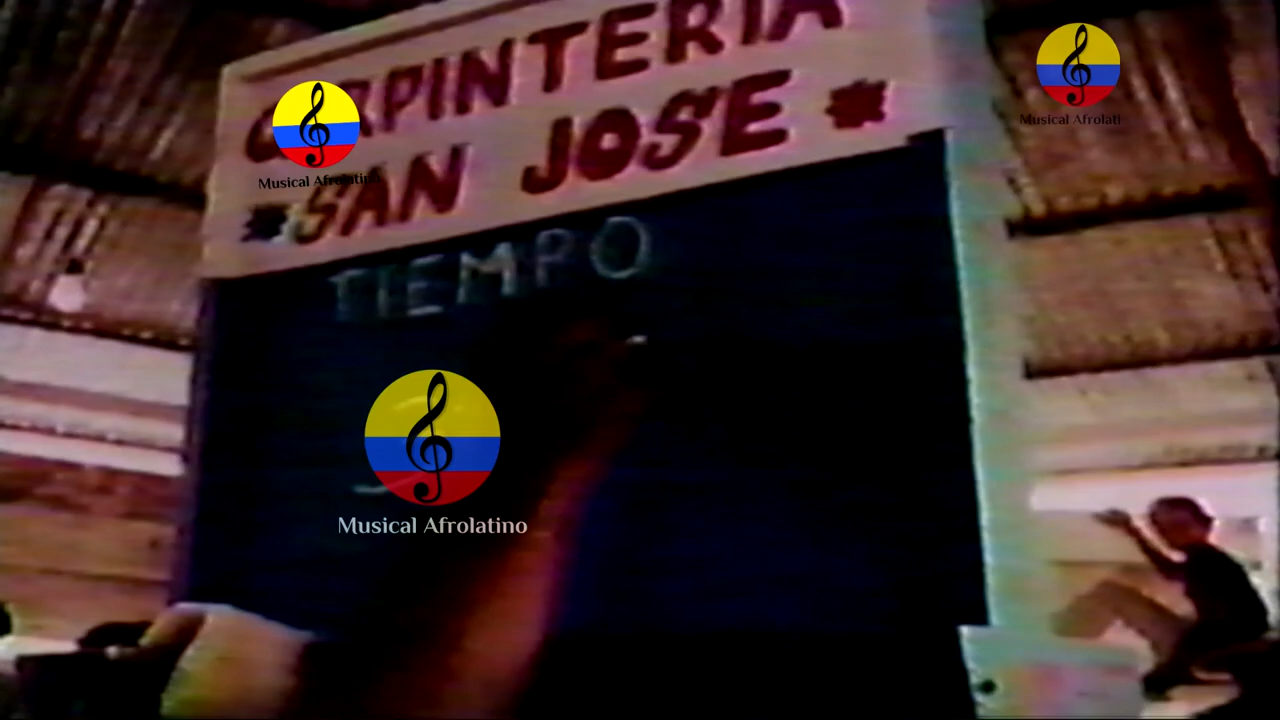 CARPINTERIA
* SAN JOSE *
TIEMPO
Musical Afrolatino
Musical Afrolati
Musical Afrolatino